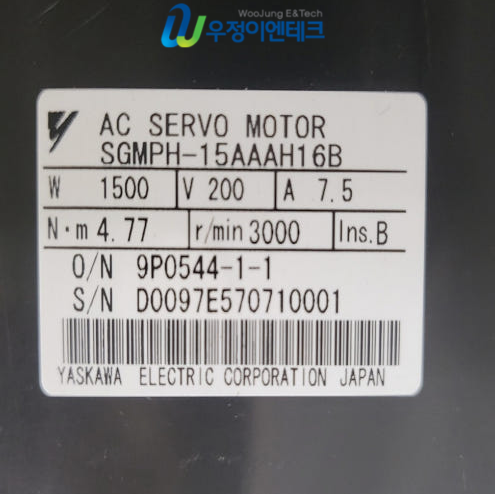 WooJung E&Tech
우정이엔테크
AC SERVO MOTOR
SGMPH-15AAAH16B
W 1500 V 200 A 7.5
N·m 4.77 r/min 3000 Ins.B
O/N 9P0544-1-1
S/N D0097E570710001
YASKAWA ELECTRIC CORPORATION JAPAN